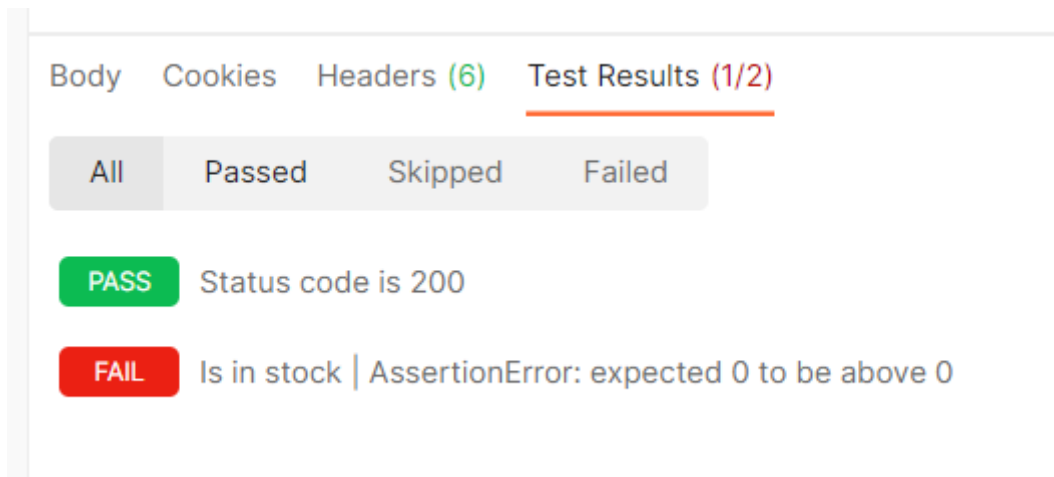 Body Cookies Headers (6) Test Results (1/2)
All Passed Skipped Failed
PASS Status code is 200
FAIL Is in stock | AssertionError: expected 0 to be above 0